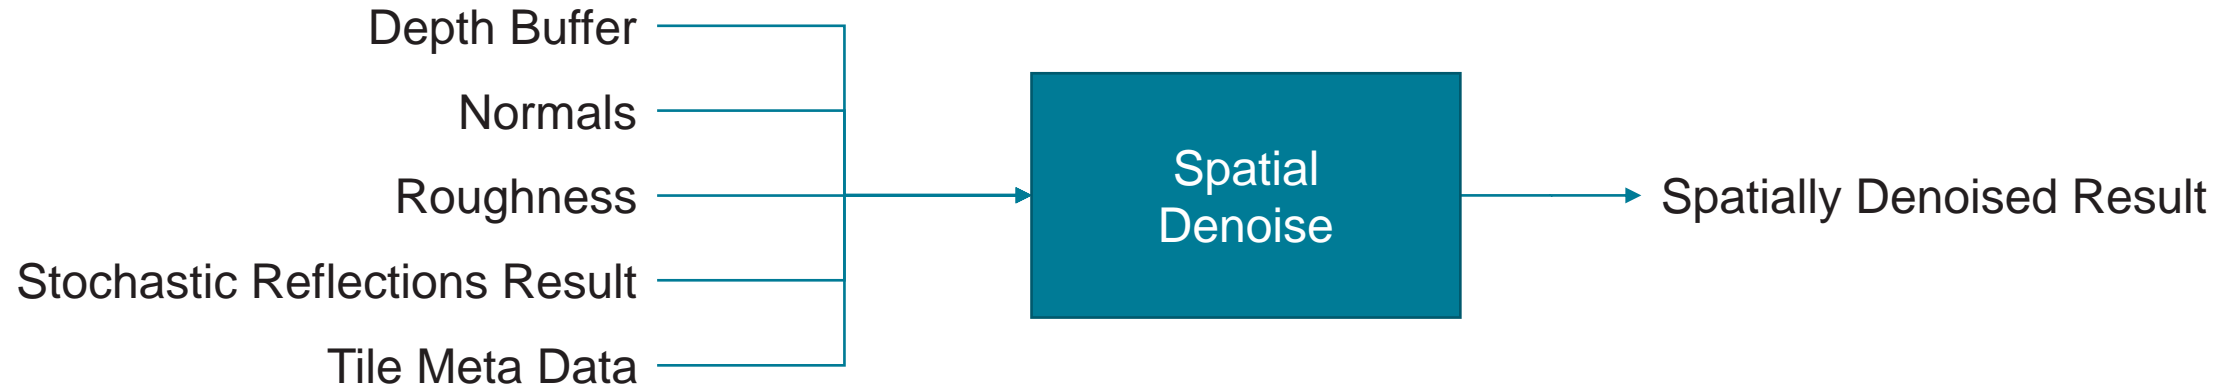 Depth Buffer
Normals
Roughness
Stochastic Reflections Result
Tile Meta Data
Spatial
Denoise
Spatially Denoised Result